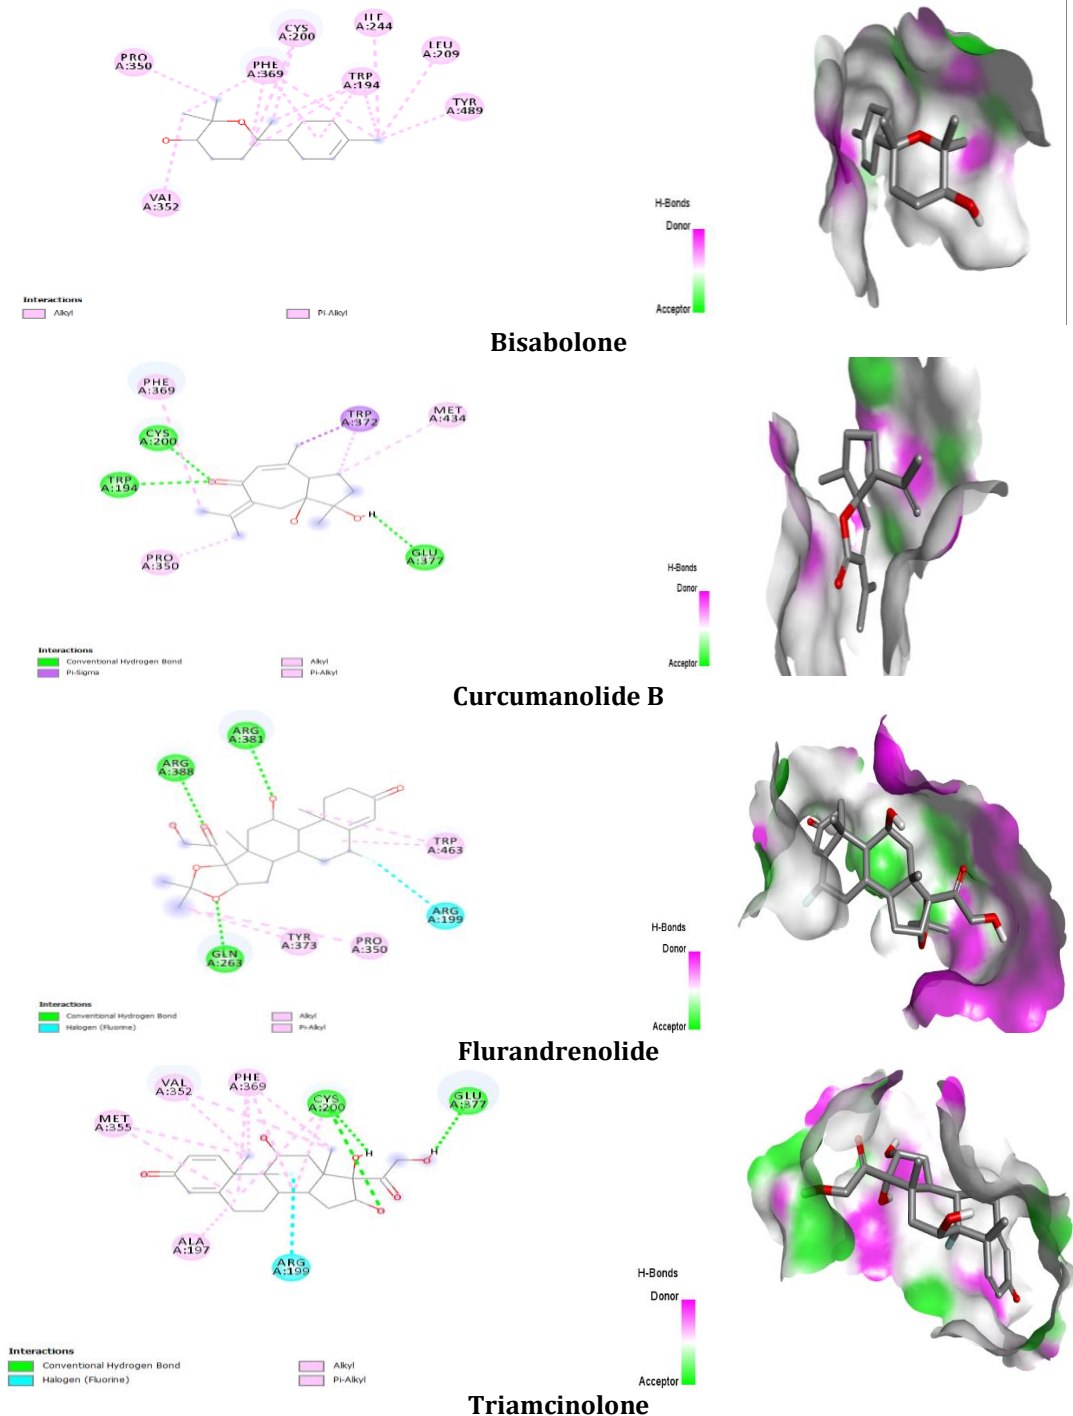 CYS
A:200
ILE
A:244
LEU
A:209
PRO
A:350
PHE
A:369
TRP
A:194
TYR
A:489
O
O
VAL
A:352
H-Bonds
Donor
Acceptor
Interactions
Alkyl
Pi-Alkyl
Bisabolone
PHE
A:369
CYS
A:200
TRP
A:194
TRP
A:372
MET
A:434
O
O
O
H
PRO
A:350
GLU
A:377
H-Bonds
Donor
Acceptor
Interactions
Conventional Hydrogen Bond
Pi-Sigma
Alkyl
Pi-Alkyl
Curcumanolide B
ARG
A:381
ARG
A:388
TRP
A:463
ARG
A:199
TYR
A:373
PRO
A:350
GLN
A:263
O
O
O
O
O
O
H-Bonds
Donor
Acceptor
Interactions
Conventional Hydrogen Bond
Halogen (Fluorine)
Alkyl
Pi-Alkyl
Flurandrenolide
VAL
A:352
PHE
A:369
CYS
A:200
GLU
A:377
MET
A:355
H
H
O
O
O
O
O
O
ALA
A:197
ARG
A:199
H-Bonds
Donor
Acceptor
Interactions
Conventional Hydrogen Bond
Halogen (Fluorine)
Alkyl
Pi-Alkyl
Triamcinolone